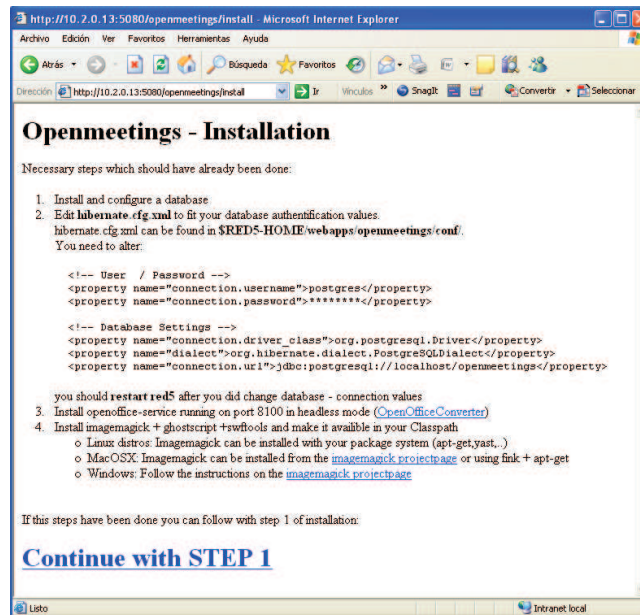 http://10.2.0.13:5080/openmeetings/install - Microsoft Internet Explorer
Archivo Edición Ver Favoritos Herramientas Ayuda
Atrás Búsqueda Favoritos
Dirección http://10.2.0.13:5080/openmeetings/install Ir Vínculos » SnagIt Convertir Seleccionar
Openmeetings - Installation
Necessary steps which should have already been done:
1. Install and configure a database
2. Edit hibernate.cfg.xml to fit your database authentification values.
hibernate.cfg.xml can be found in $RED5-HOME/webapps/openmeetings/conf/.
You need to alter:
<!-- User / Password -->
<property name="connection.username">postgres</property>
<property name="connection.password">********</property>
<!-- Database Settings -->
<property name="connection.driver_class">org.postgresql.Driver</property>
<property name="dialect">org.hibernate.dialect.PostgreSQLDialect</property>
<property name="connection.url">jdbc:postgresql://localhost/openmeetings</property>
you should restart red5 after you did change database - connection values
3. Install openoffice-service running on port 8100 in headless mode (OpenOfficeConverter)
4. Install imagemagick + ghostscript +swftools and make it availible in your Classpath
o Linux distros: Imagemagick can be installed with your package system (apt-get,yast,..)
o MacOSX: Imagemagick can be installed from the imagemagick projectpage or using fink + apt-get
o Windows: Follow the instructions on the imagemagick projectpage
If this steps have been done you can follow with step 1 of installation:
Continue with STEP 1
Listo Intranet local